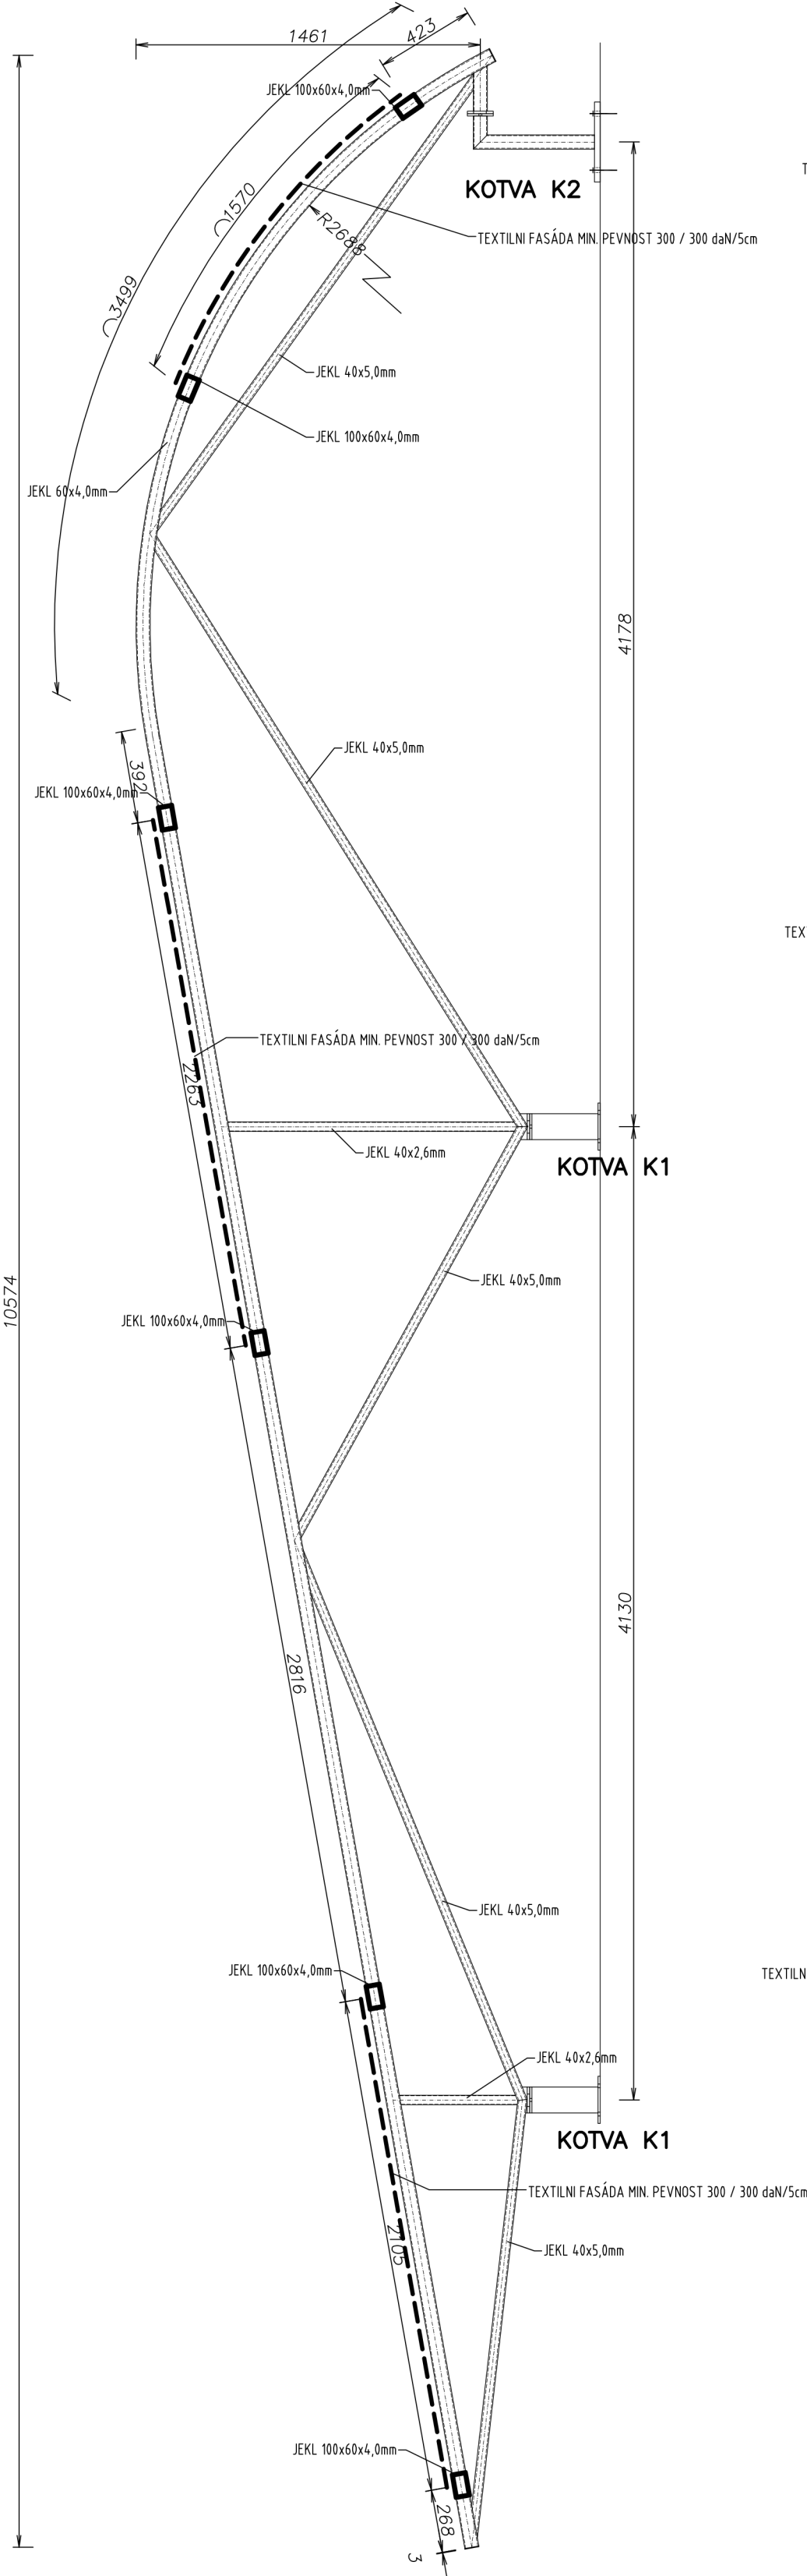 1461
423
JEKL 100x60x4,0mm
T
KOTVA K2
1570
R2688
TEXTILNI FASÁDA MIN. PEVNOST 300 / 300 daN/5cm
3499
JEKL 40x5,0mm
JEKL 100x60x4,0mm
JEKL 60x4,0mm
4178
JEKL 40x5,0mm
392
JEKL 100x60x4,0mm
TEX
TEXTILNI FASÁDA MIN. PEVNOST 300 / 300 daN/5cm
2263
JEKL 40x2,6mm
KOTVA K1
JEKL 40x5,0mm
10574
JEKL 100x60x4,0mm
4130
2816
JEKL 40x5,0mm
JEKL 100x60x4,0mm
TEXTILN
JEKL 40x2,6mm
KOTVA K1
TEXTILNI FASÁDA MIN. PEVNOST 300 / 300 daN/5cm
2105
JEKL 40x5,0mm
JEKL 100x60x4,0mm
268
3